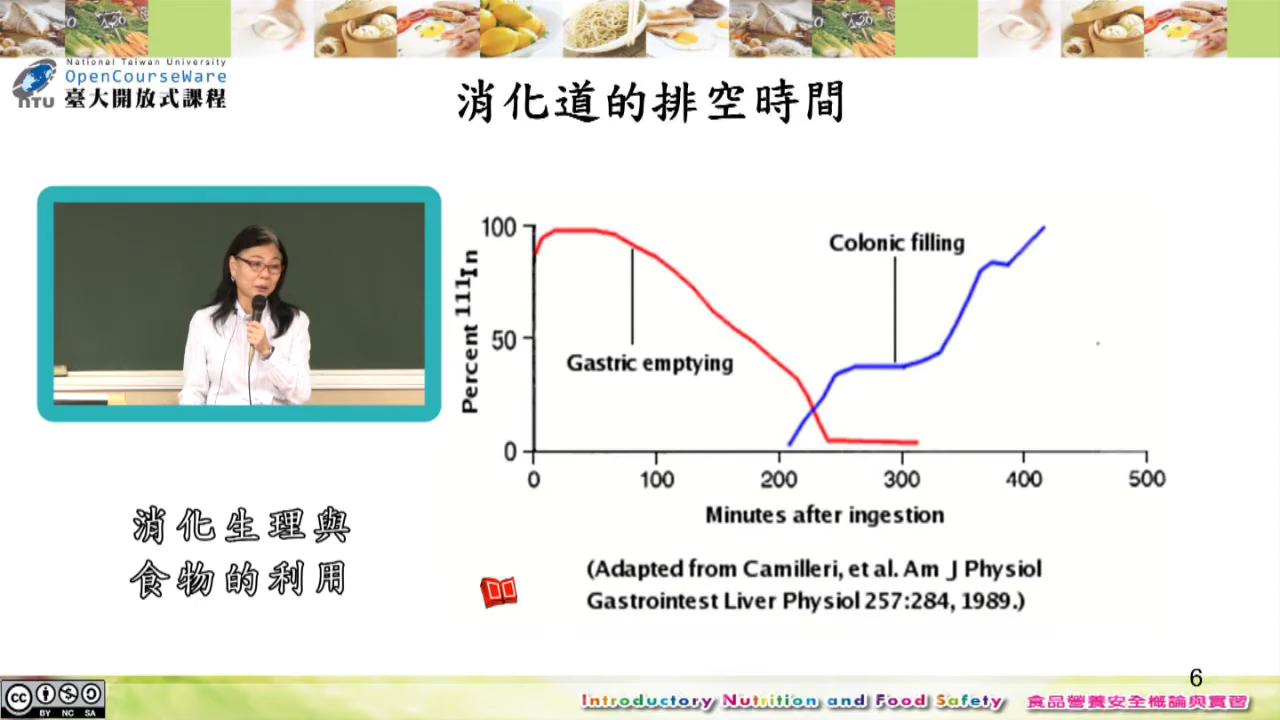 National Taiwan University
OpenCourseWare
NTU 臺大開放式課程
消化道的排空時間
100
50
0
Percent 111In
Colonic filling
Gastric emptying
0 100 200 300 400 500
Minutes after ingestion
消化生理與
食物的利用
(Adapted from Camilleri, et al. Am J Physiol
Gastrointest Liver Physiol 257:284, 1989.)
6
cc BY NC SA
Introductory Nutrition and Food Safety 食品營養安全概論與實習